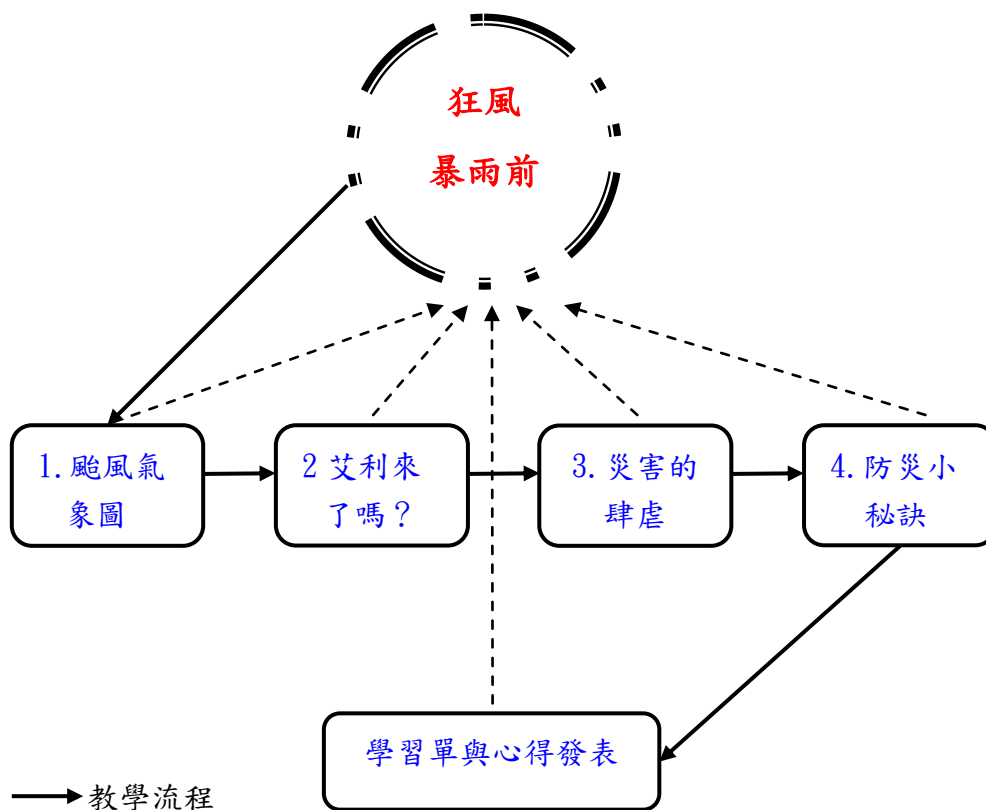 狂風
暴雨前
1.颱風氣
象圖
2 艾利來
了嗎？
3.災害的
肆虐
4.防災小
秘訣
學習單與心得發表
教學流程